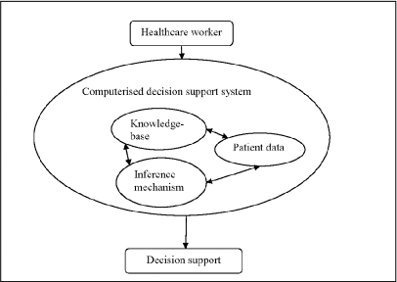 Healthcare worker
Computerised decision support system
Knowledge-
base
Patient data
Inference
mechanism
Decision support